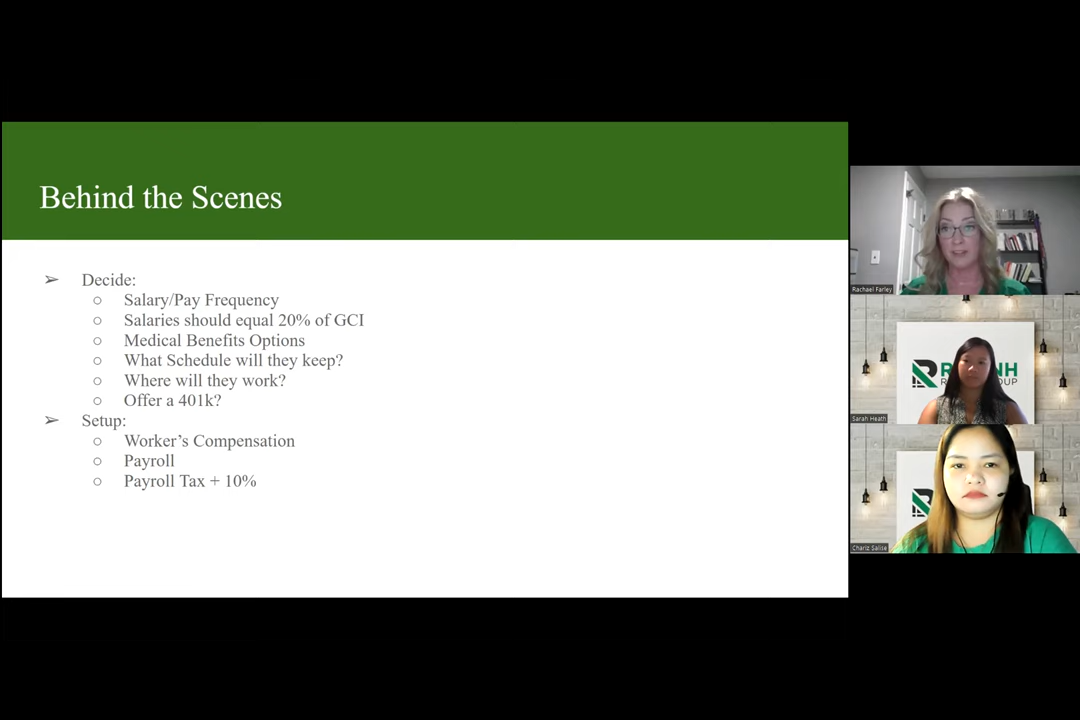 Behind the Scenes
➢ Decide:
○ Salary/Pay Frequency
○ Salaries should equal 20% of GCI
○ Medical Benefits Options
○ What Schedule will they keep?
○ Where will they work?
○ Offer a 401k?
➢ Setup:
○ Worker’s Compensation
○ Payroll
○ Payroll Tax + 10%
Rachael Farley
Sarah Heath
Chariz Salise